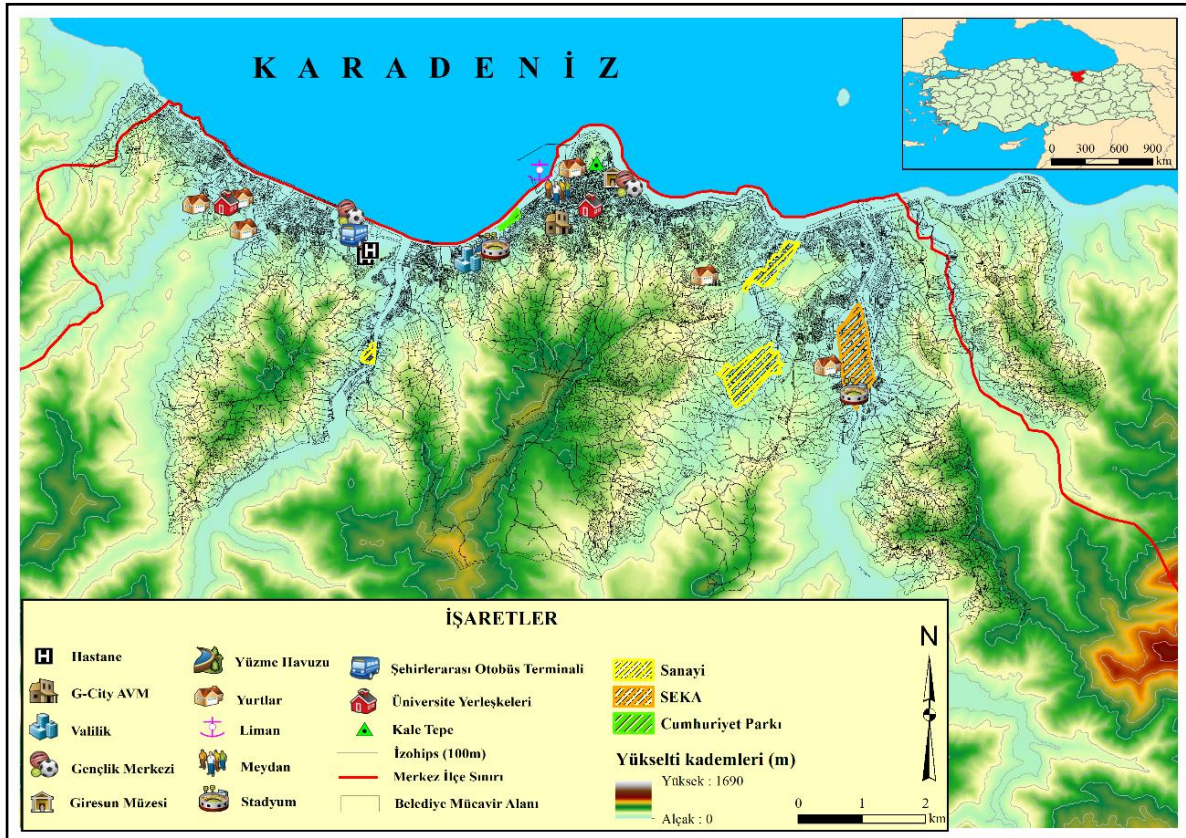 K A R A D E N İ Z
0 300 600 900
km
H
İŞARETLER
H Hastane
G-City AVM
Valilik
Gençlik Merkezi
Giresun Müzesi
Yüzme Havuzu
Yurtlar
Liman
Meydan
Stadyum
Şehirlerarası Otobüs Terminali
Üniversite Yerleşkeleri
Kale Tepe
İzohips (100m)
Merkez İlçe Sınırı
Belediye Mücavir Alanı
Sanayi
SEKA
Cumhuriyet Parkı
Yükselti kademleri (m)
Yüksek : 1690
Alçak : 0
N
0 1 2
km